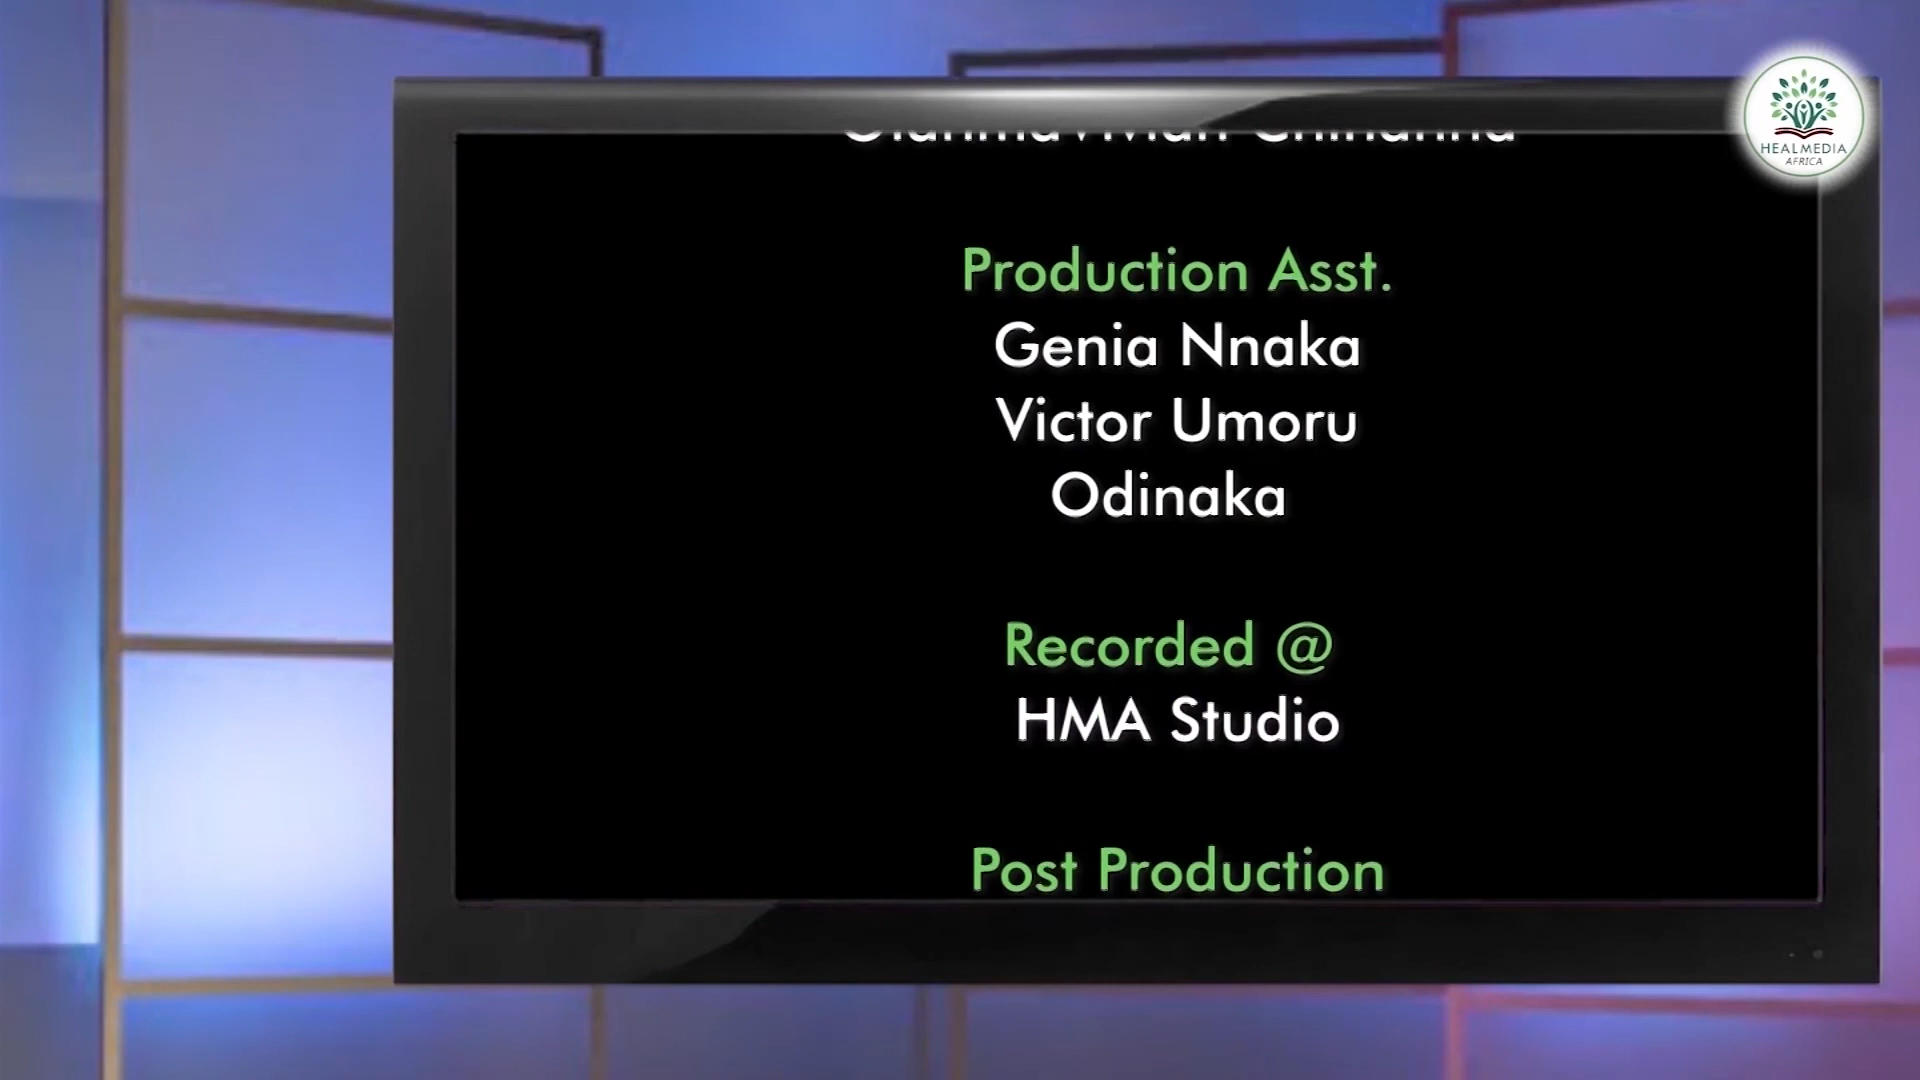 HEALMEDIA
AFRICA
Production Asst.
Genia Nnaka
Victor Umoru
Odinaka
Recorded @
HMA Studio
Post Production